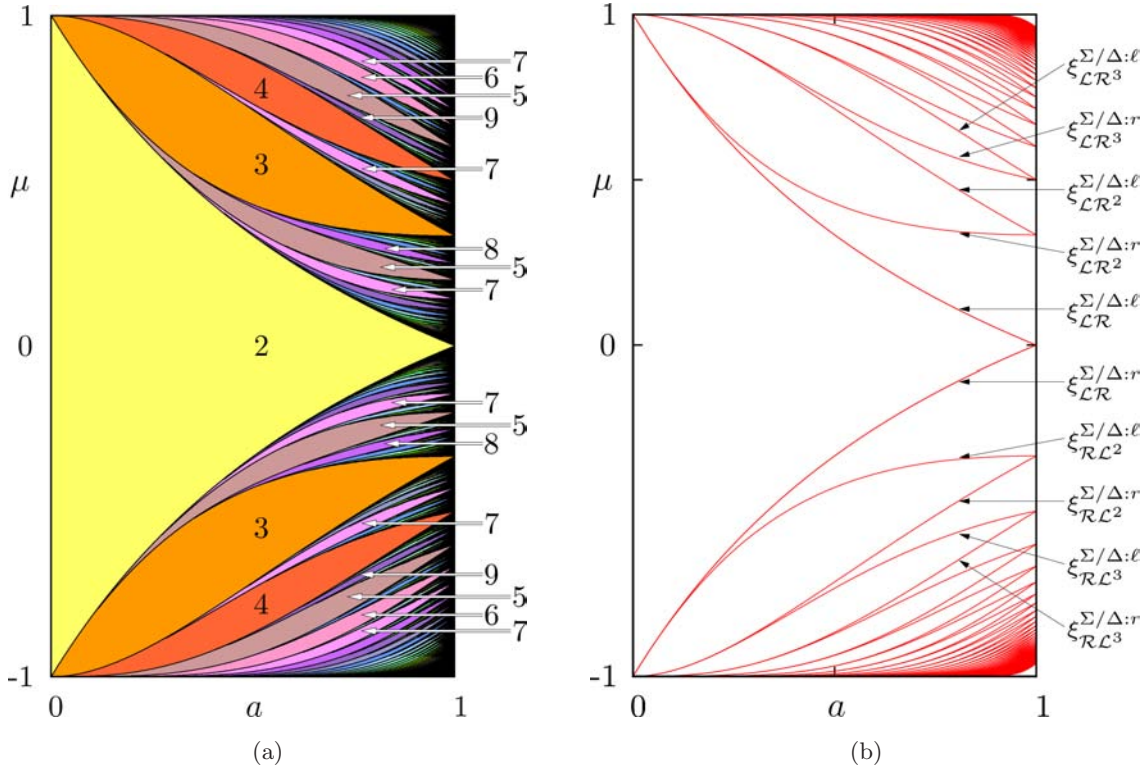 1
μ
0
-1
0
a
1
4
3
2
3
4
7
6
5
9
7
8
5
7
7
5
8
7
9
5
6
7
(a)
1
μ
0
-1
0
a
1
ξ^{Σ/Δ:ℓ}_{ℒℛ³}
ξ^{Σ/Δ:r}_{ℒℛ³}
ξ^{Σ/Δ:ℓ}_{ℒℛ²}
ξ^{Σ/Δ:r}_{ℒℛ²}
ξ^{Σ/Δ:ℓ}_{ℒℛ}
ξ^{Σ/Δ:r}_{ℒℛ}
ξ^{Σ/Δ:ℓ}_{ℛℒ²}
ξ^{Σ/Δ:r}_{ℛℒ²}
ξ^{Σ/Δ:ℓ}_{ℛℒ³}
ξ^{Σ/Δ:r}_{ℛℒ³}
(b)